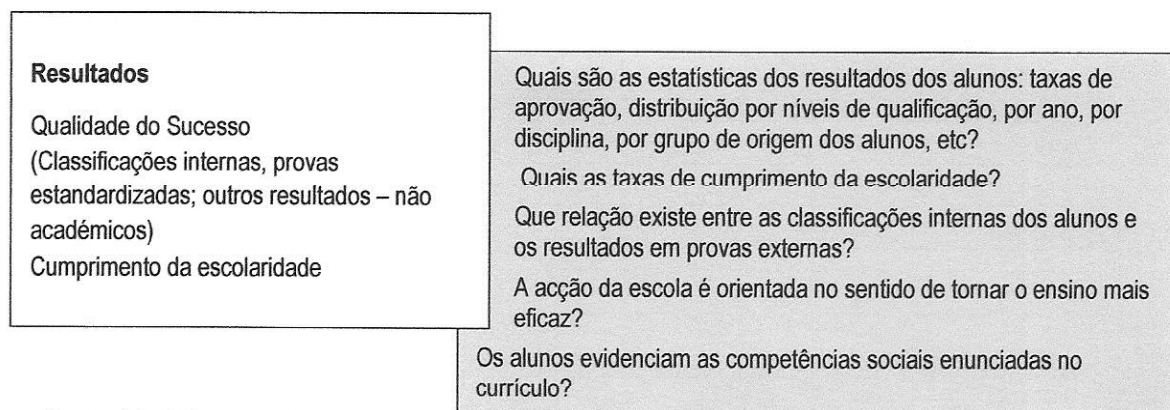 Resultados
Qualidade do Sucesso
(Classificações internas, provas
estandardizadas; outros resultados – não
académicos)
Cumprimento da escolaridade
Quais são as estatísticas dos resultados dos alunos: taxas de
aprovação, distribuição por níveis de qualificação, por ano, por
disciplina, por grupo de origem dos alunos, etc?
Quais as taxas de cumprimento da escolaridade?
Que relação existe entre as classificações internas dos alunos e
os resultados em provas externas?
A acção da escola é orientada no sentido de tornar o ensino mais
eficaz?
Os alunos evidenciam as competências sociais enunciadas no
currículo?